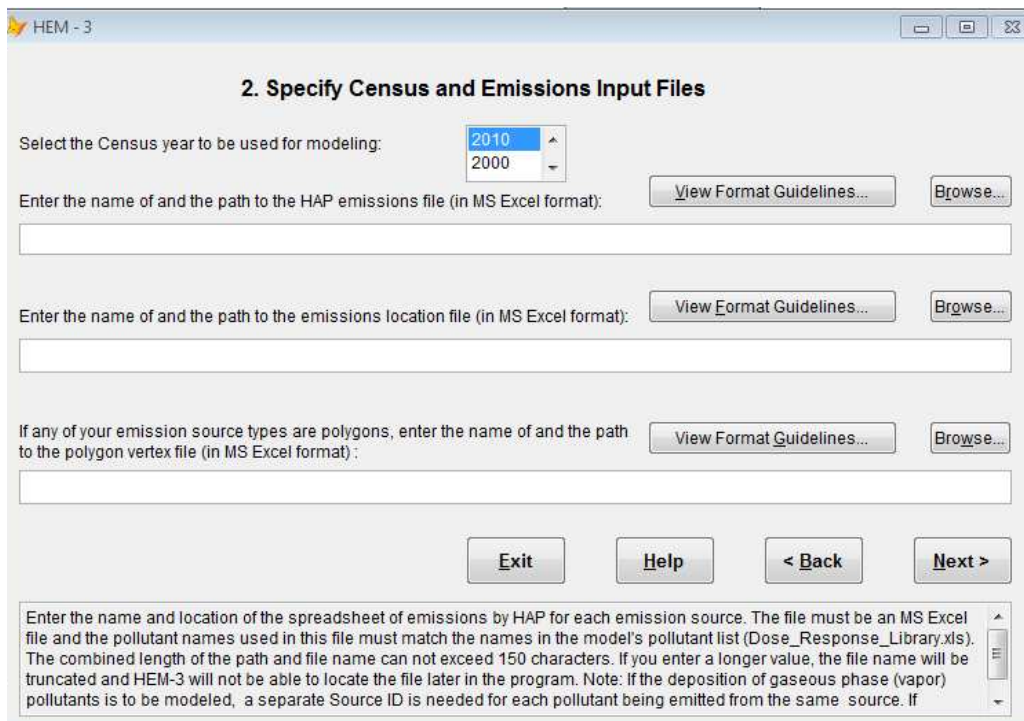 HEM - 3
2. Specify Census and Emissions Input Files
Select the Census year to be used for modeling:
2010
2000
View Format Guidelines...
Browse...
Enter the name of and the path to the HAP emissions file (in MS Excel format):
View Format Guidelines...
Browse...
Enter the name of and the path to the emissions location file (in MS Excel format):
If any of your emission source types are polygons, enter the name of and the path
to the polygon vertex file (in MS Excel format) :
View Format Guidelines...
Browse...
Exit
Help
< Back
Next >
Enter the name and location of the spreadsheet of emissions by HAP for each emission source. The file must be an MS Excel
file and the pollutant names used in this file must match the names in the model's pollutant list (Dose_Response_Library.xls).
The combined length of the path and file name can not exceed 150 characters. If you enter a longer value, the file name will be
truncated and HEM-3 will not be able to locate the file later in the program. Note: If the deposition of gaseous phase (vapor)
pollutants is to be modeled,  a separate Source ID is needed for each pollutant being emitted from the same  source. If